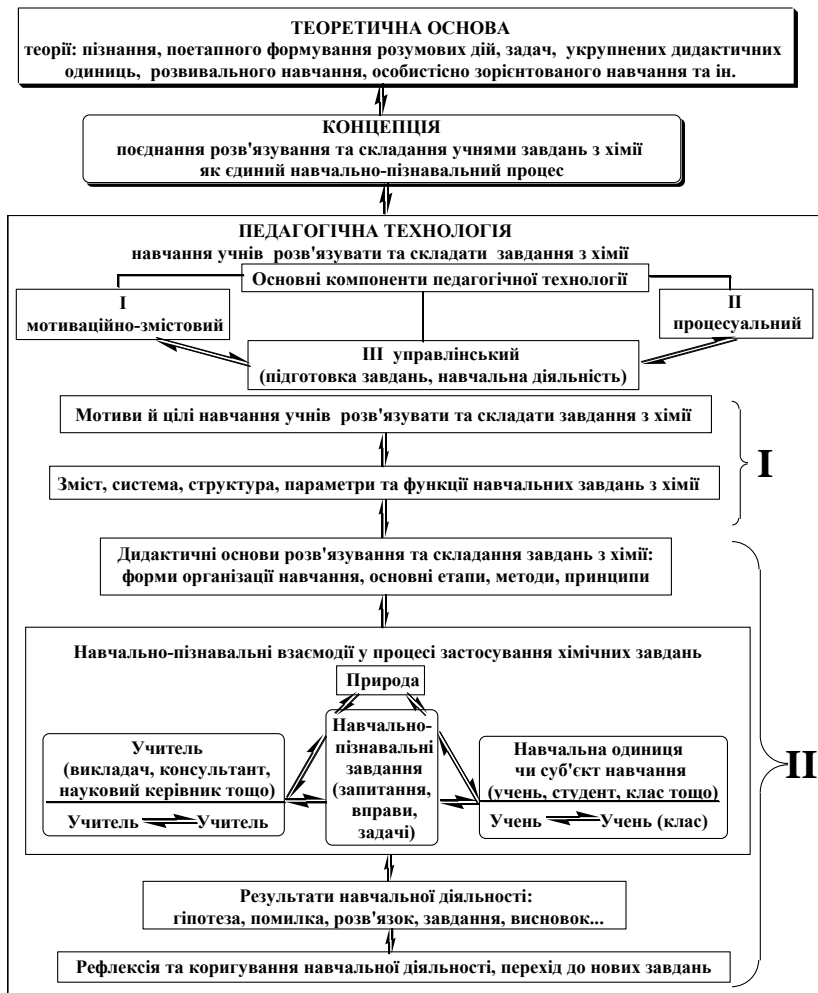 ТЕОРЕТИЧНА ОСНОВА
теорії: пізнання, поетапного формування розумових дій, задач, укрупнених дидактичних
одиниць, розвивального навчання, особистісно зорієнтованого навчання та ін.
КОНЦЕПЦІЯ
поєднання розв'язування та складання учнями завдань з хімії
як єдиний навчально-пізнавальний процес
ПЕДАГОГІЧНА ТЕХНОЛОГІЯ
навчання учнів розв'язувати та складати завдання з хімії
Основні компоненти педагогічної технології
I
мотиваційно-змістовий
II
процесуальний
III управлінський
(підготовка завдань, навчальна діяльність)
Мотиви й цілі навчання учнів розв'язувати та складати завдання з хімії
Зміст, система, структура, параметри та функції навчальних завдань з хімії
I
Дидактичні основи розв'язування та складання завдань з хімії:
форми організації навчання, основні етапи, методи, принципи
Навчально-пізнавальні взаємодії у процесі застосування хімічних завдань
Природа
Учитель
(викладач, консультант,
науковий керівник тощо)
Учитель Учитель
Навчально-
пізнавальні
завдання
(запитання,
вправи,
задачі)
Навчальна одиниця
чи суб'єкт навчання
(учень, студент, клас тощо)
Учень Учень (клас)
II
Результати навчальної діяльності:
гіпотеза, помилка, розв'язок, завдання, висновок...
Рефлексія та коригування навчальної діяльності, перехід до нових завдань